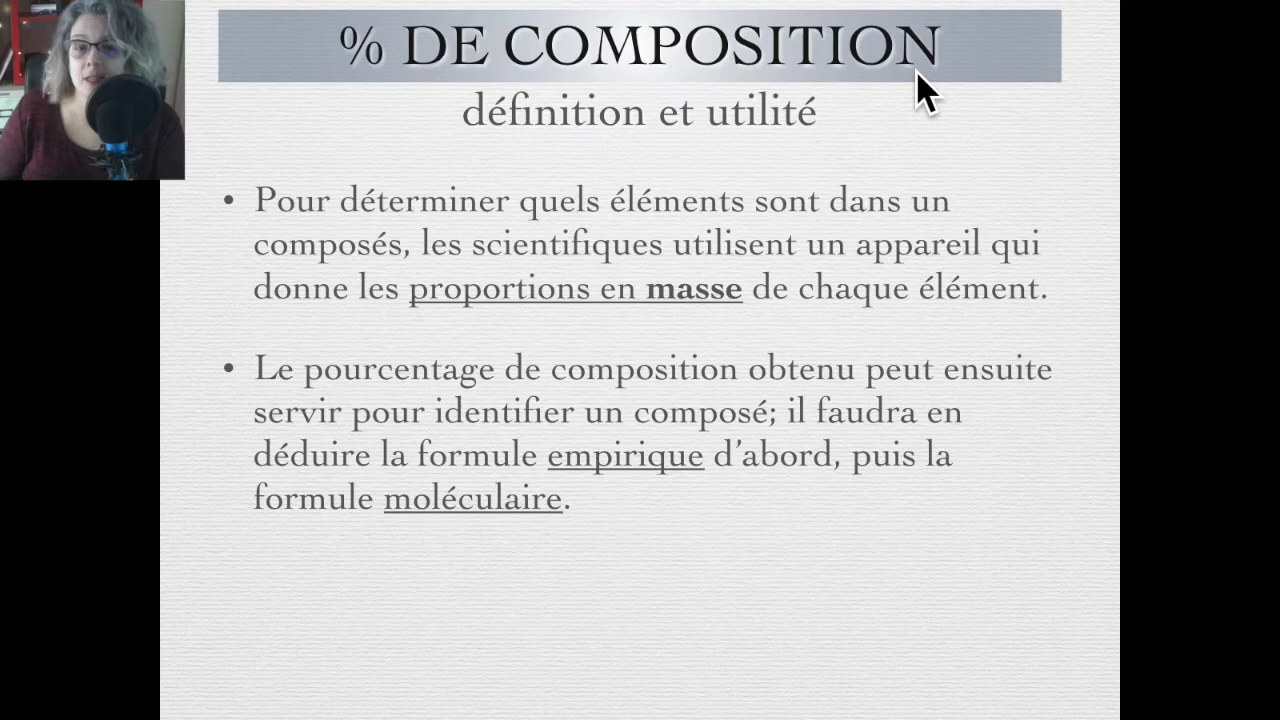 % DE COMPOSITION
définition et utilité
• Pour déterminer quels éléments sont dans un
composés, les scientifiques utilisent un appareil qui
donne les proportions en masse de chaque élément.
• Le pourcentage de composition obtenu peut ensuite
servir pour identifier un composé; il faudra en
déduire la formule empirique d’abord, puis la
formule moléculaire.